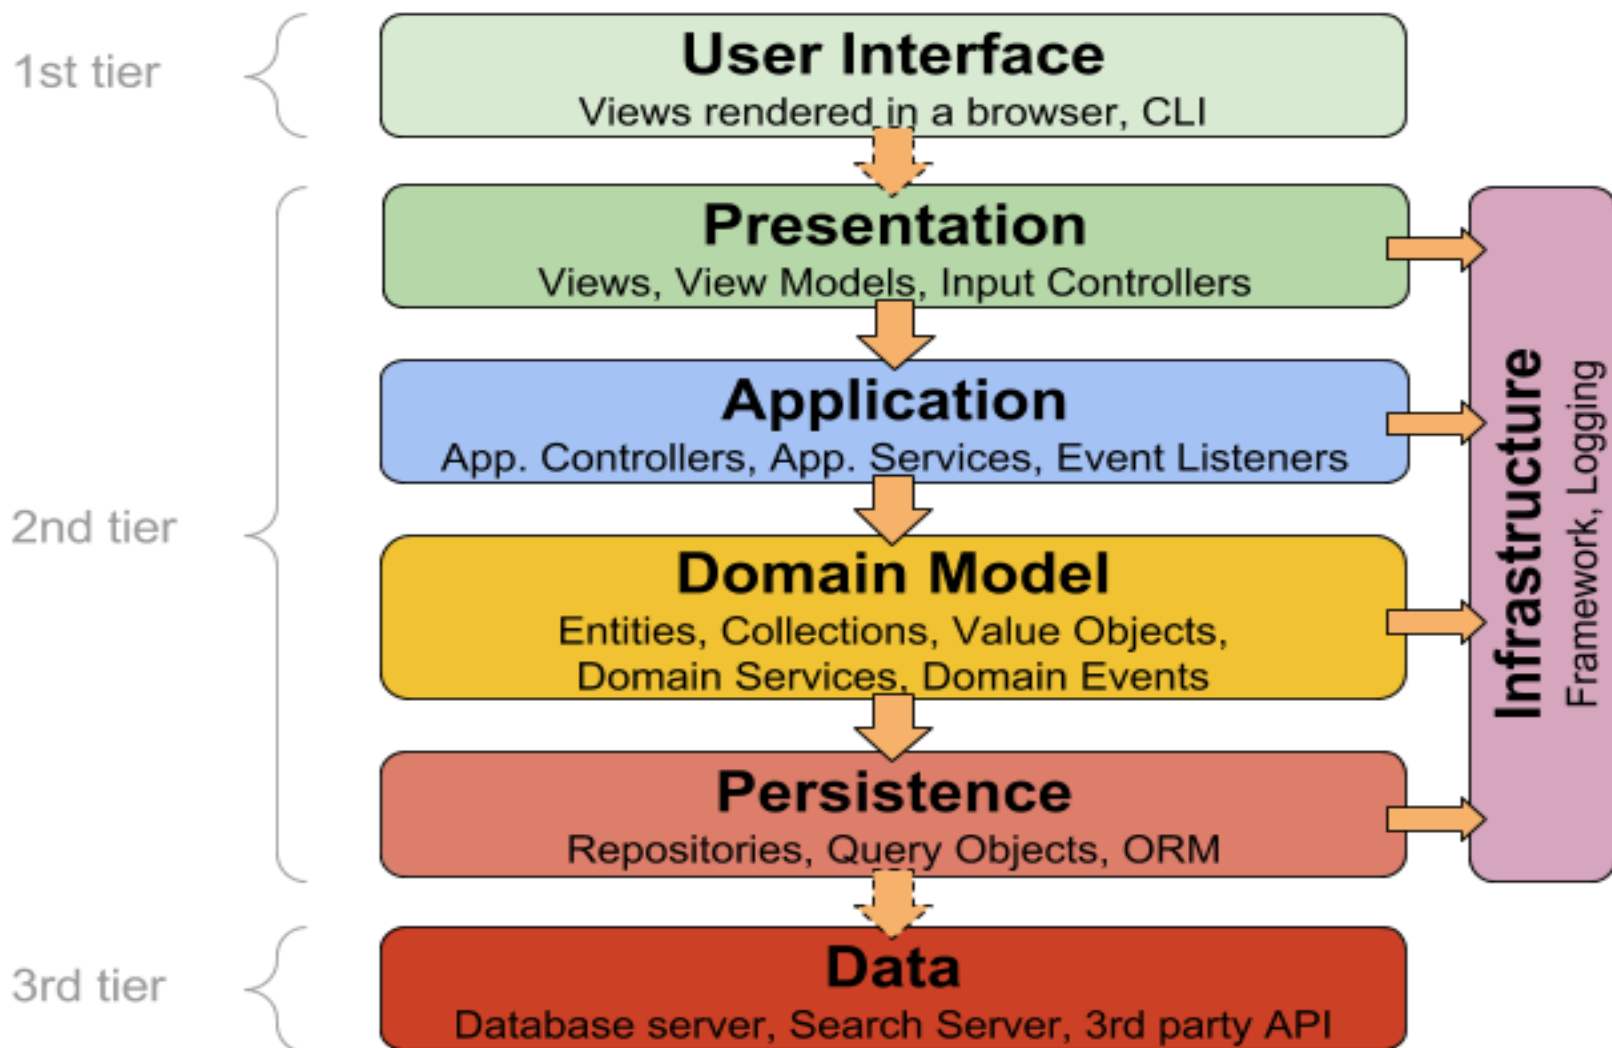 1st tier
User Interface
Views rendered in a browser, CLI
2nd tier
Presentation
Views, View Models, Input Controllers
Application
App. Controllers, App. Services, Event Listeners
Domain Model
Entities, Collections, Value Objects,
Domain Services, Domain Events
Persistence
Repositories, Query Objects, ORM
Infrastructure
Framework, Logging
3rd tier
Data
Database server, Search Server, 3rd party API